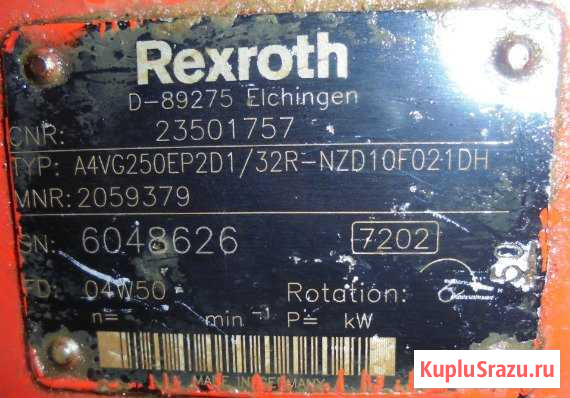 Rexroth
D-89275 Elchingen
CNR: 23501757
TYP: A4VG250EP2D1/32R-NZD10F021DH
MNR: 2059379
SN: 6048626 7202
FD: 04W50 Rotation:
n= min⁻¹ P= kW
MADE IN GERMANY
KupluSrazu.ru